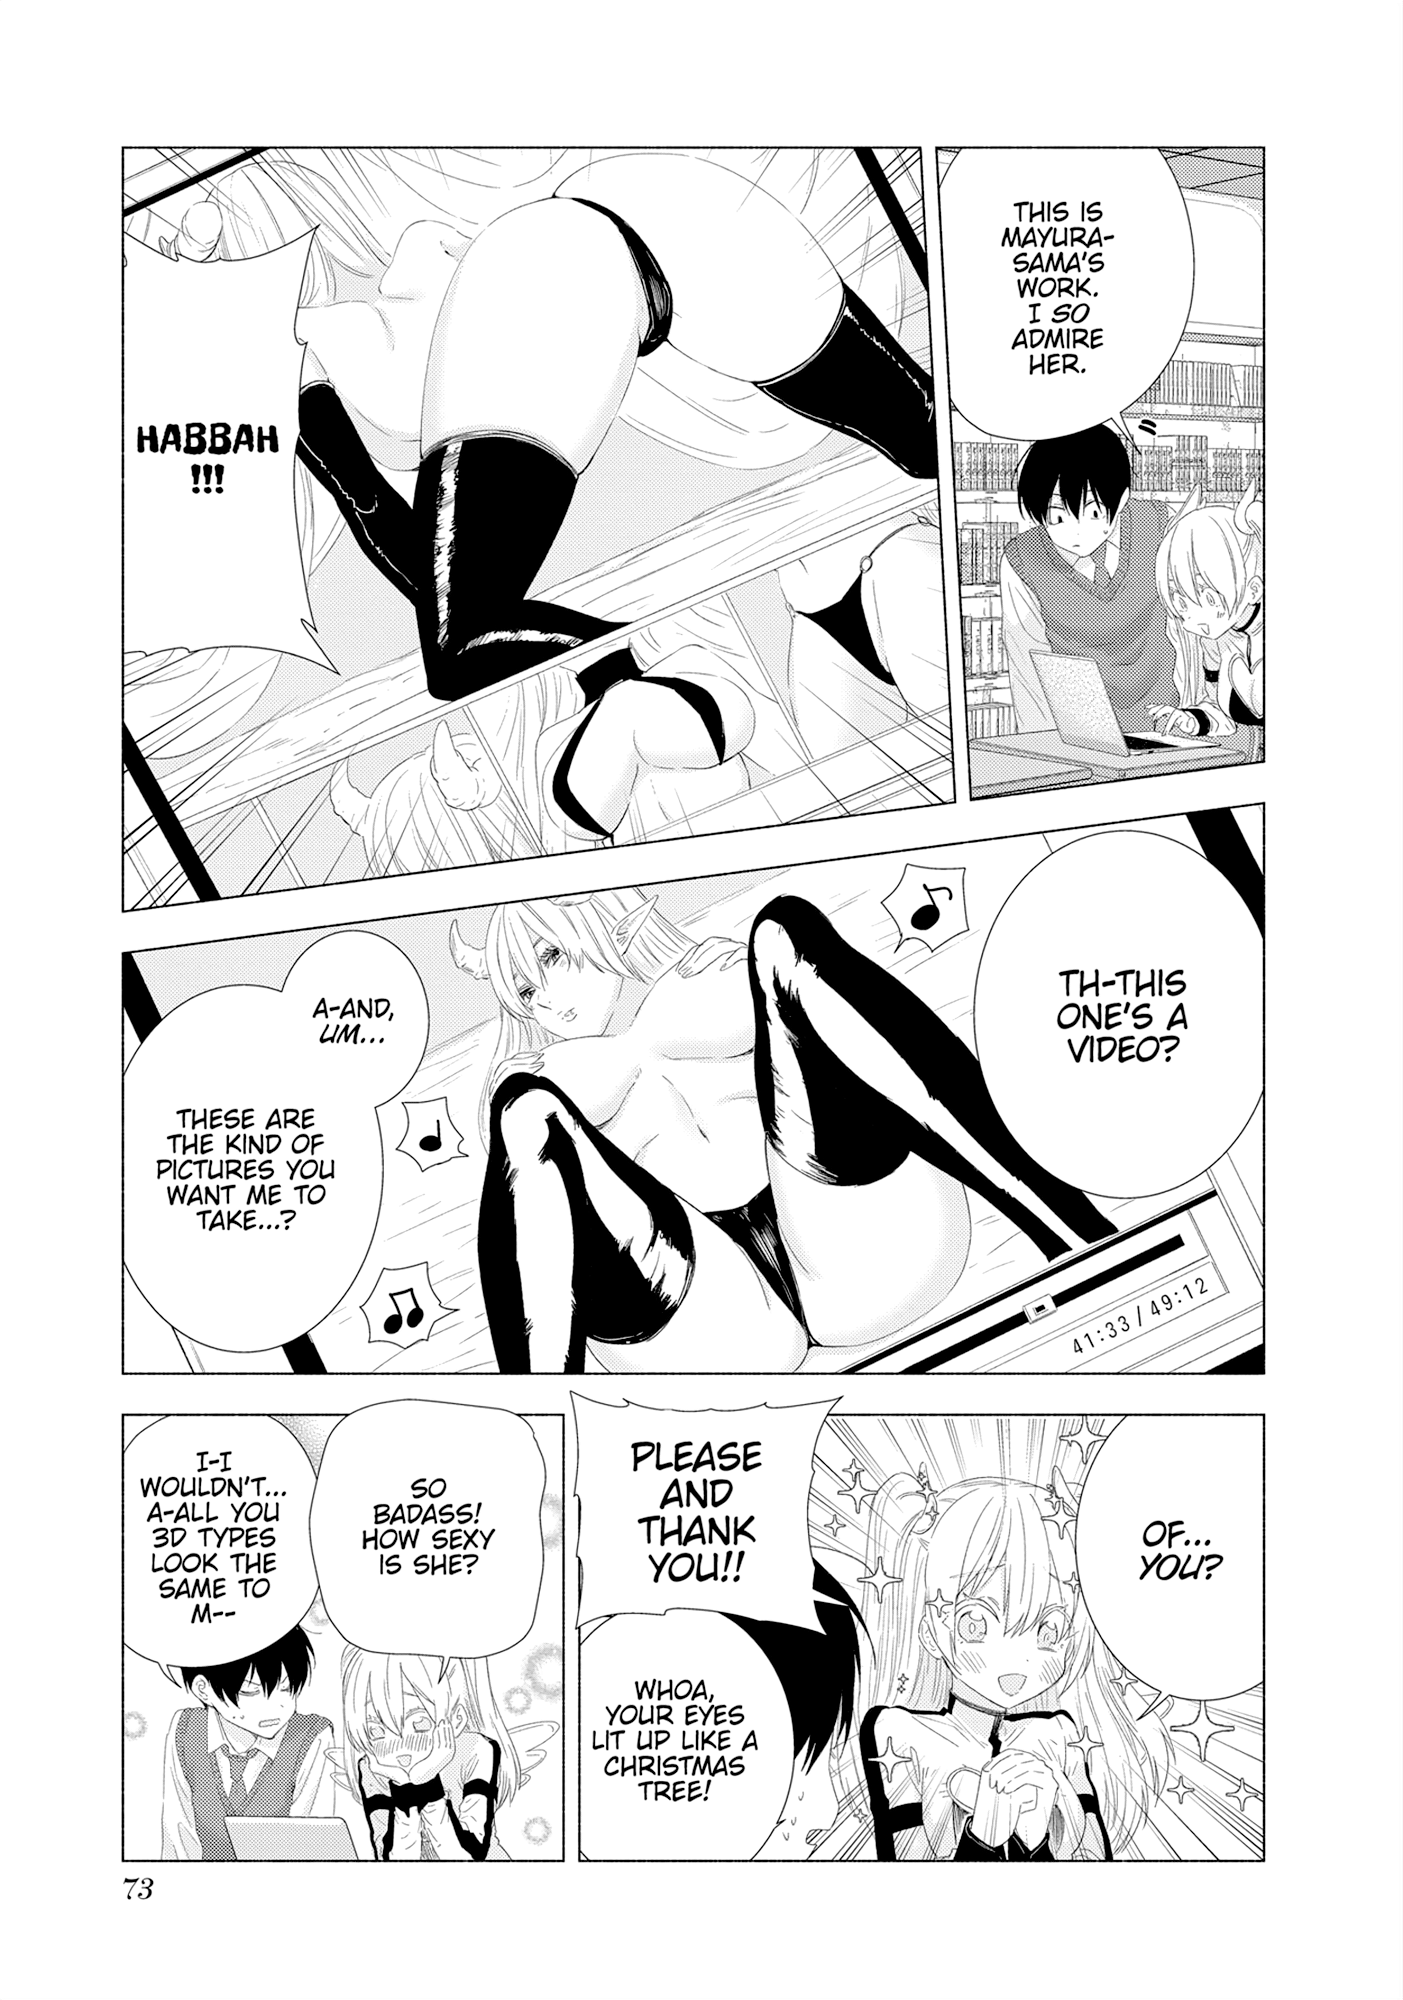 THIS IS
MAYURA-
SAMA'S
WORK.
I SO
ADMIRE
HER.
HABBAH
!!!
TH-THIS
ONE'S A
VIDEO?
41:33/49:12
A-AND,
UM...
THESE ARE
THE KIND OF
PICTURES YOU
WANT ME TO
TAKE...?
OF...
YOU?
PLEASE
AND
THANK
YOU!!
WHOA,
YOUR EYES
LIT UP LIKE A
CHRISTMAS
TREE!
SO
BADASS!
HOW SEXY
IS SHE?
I-I
WOULDN'T...
A-ALL YOU
3D TYPES
LOOK THE
SAME TO
M--
73